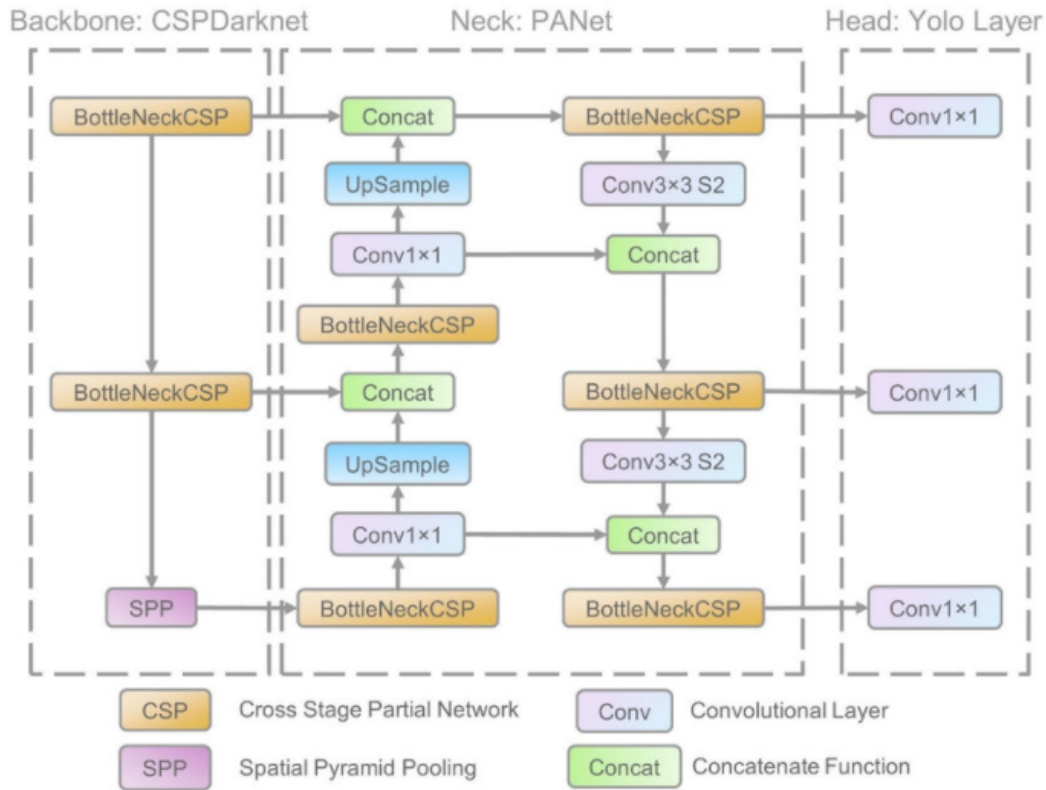 Backbone: CSPDarknet Neck: PANet Head: Yolo Layer
BottleNeckCSP Concat BottleNeckCSP Conv1×1
UpSample Conv3×3 S2
Conv1×1 Concat
BottleNeckCSP
BottleNeckCSP Concat BottleNeckCSP Conv1×1
UpSample Conv3×3 S2
Conv1×1 Concat
SPP BottleNeckCSP BottleNeckCSP Conv1×1
CSP Cross Stage Partial Network Conv Convolutional Layer
SPP Spatial Pyramid Pooling Concat Concatenate Function